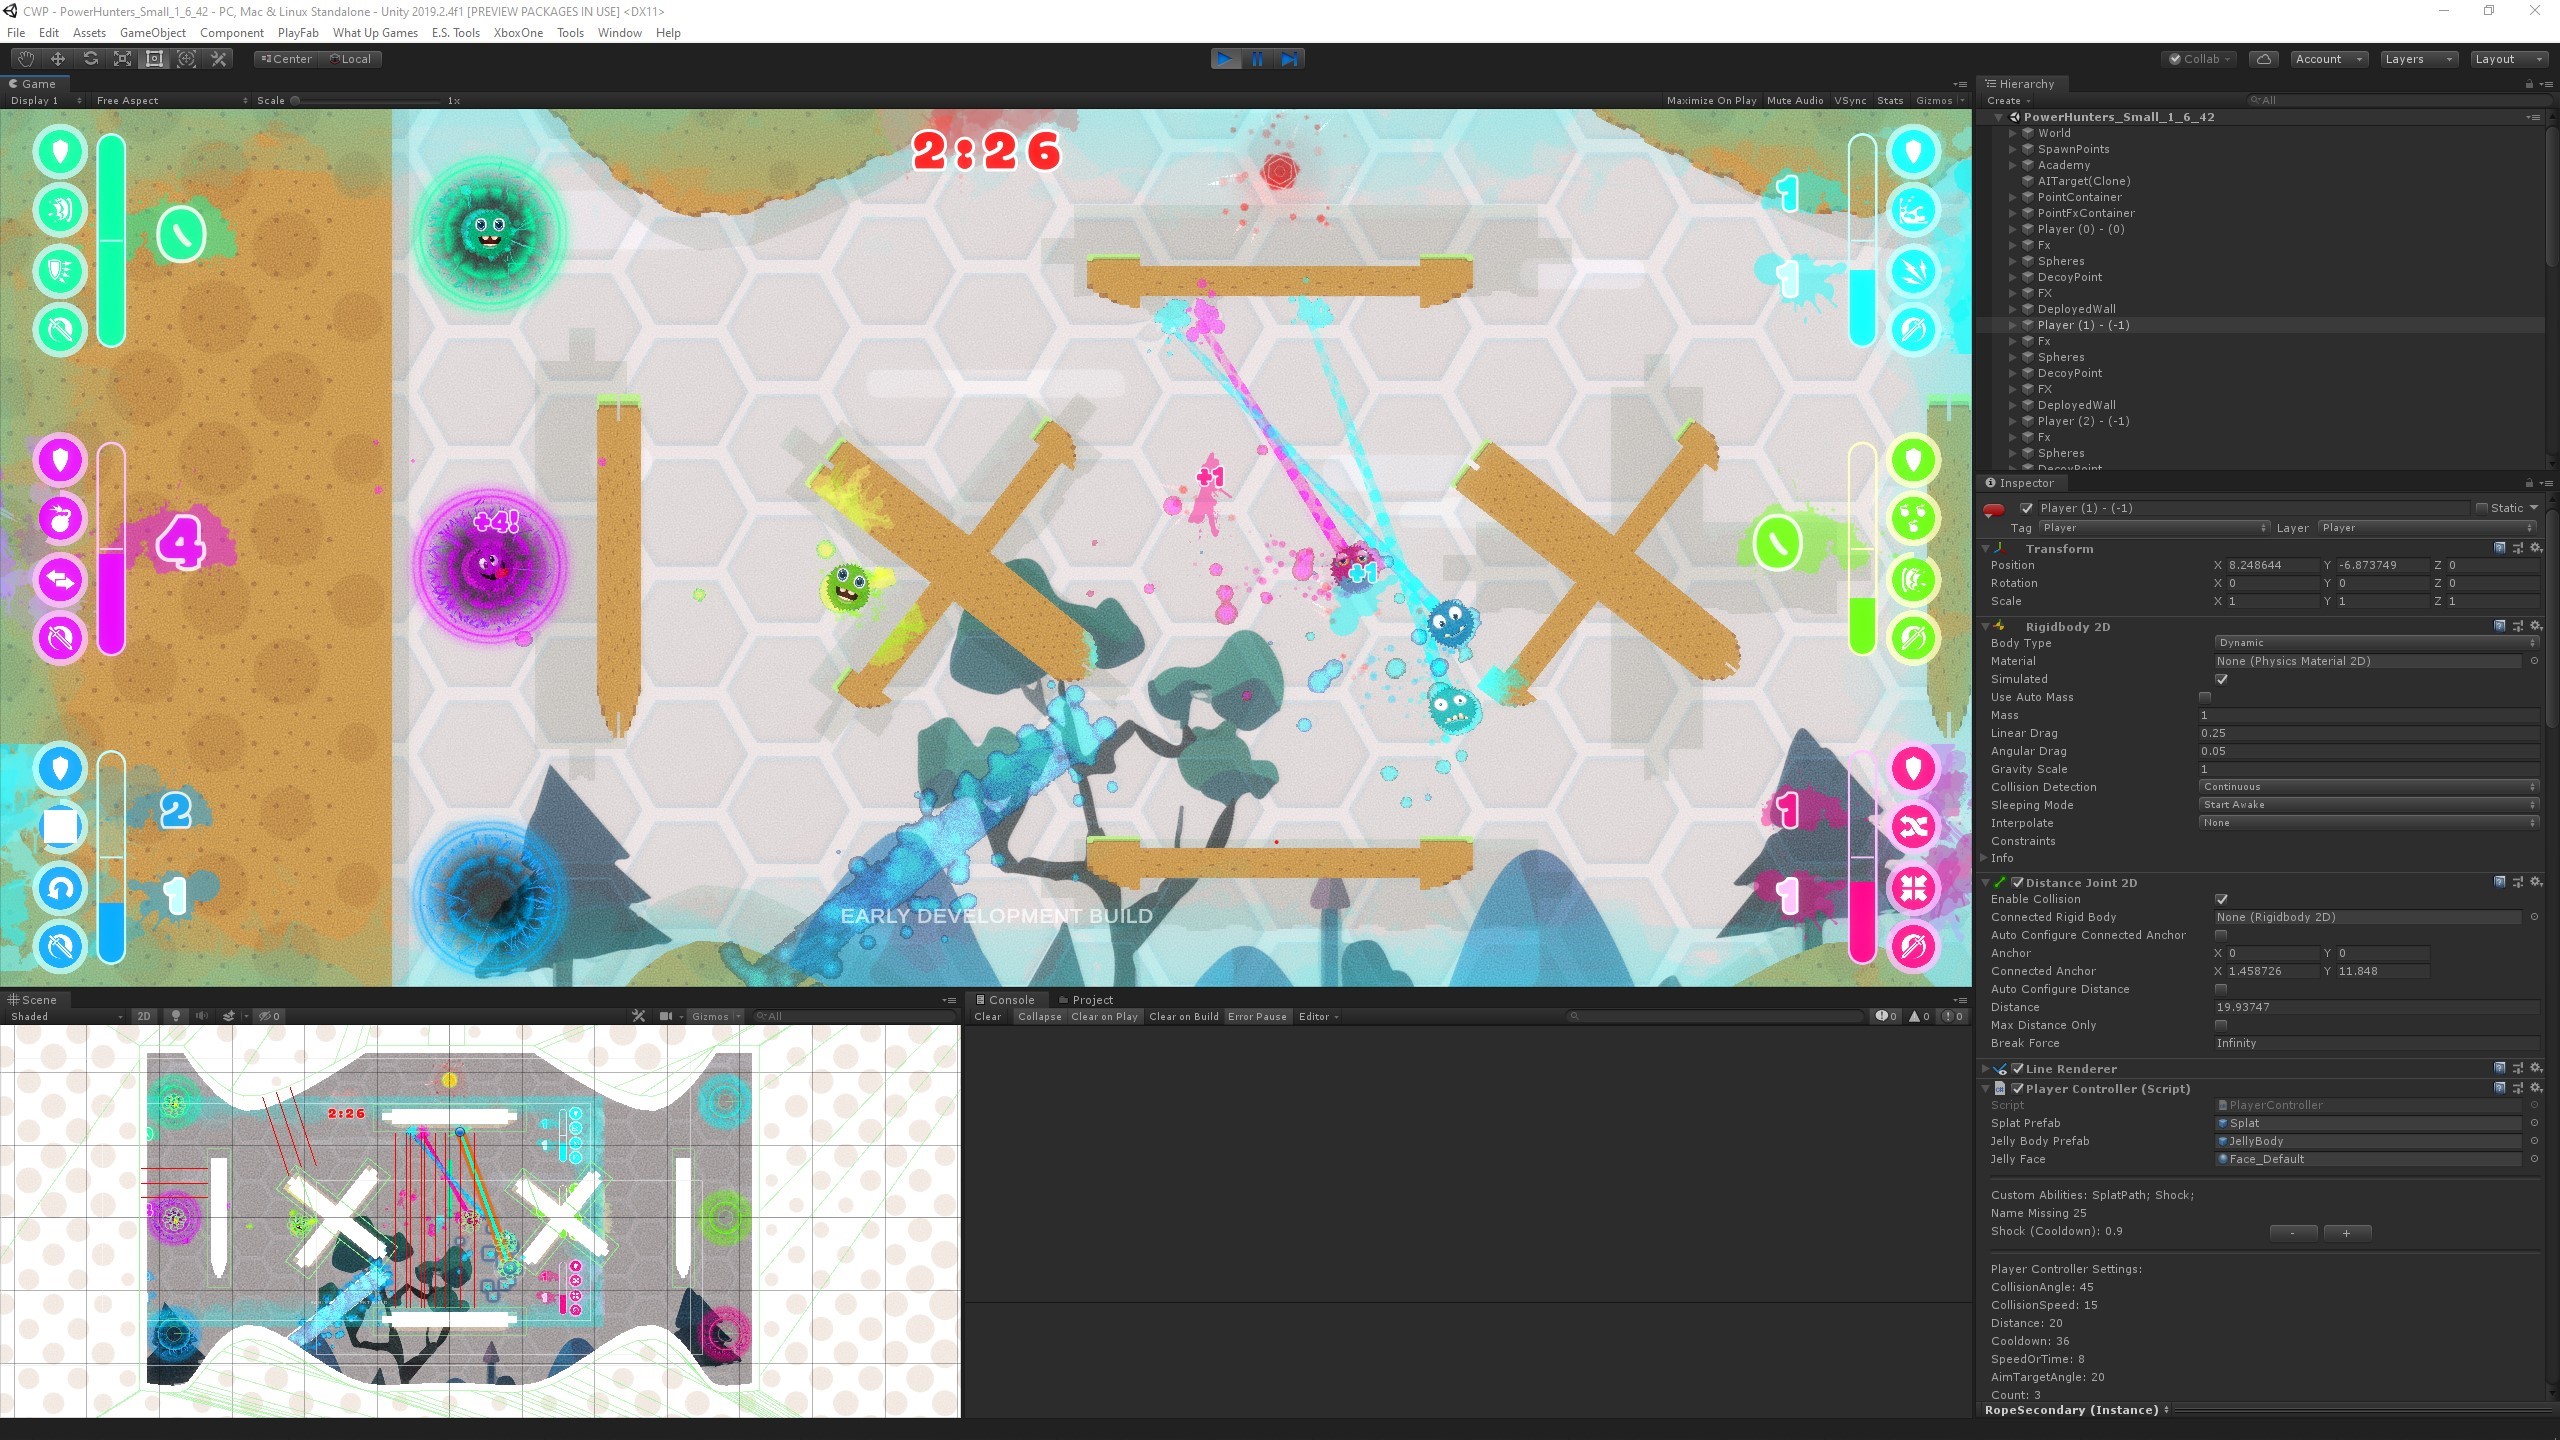 CWP - PowerHunters_Small_1_6_42 - PC, Mac & Linux Standalone - Unity 2019.2.4f1 [PREVIEW PACKAGES IN USE] <DX11>
File Edit Assets GameObject Component PlayFab What Up Games E.S. Tools XboxOne Tools Window Help
Center Local
Collab Account Layers Layout
Game
Display 1 Free Aspect Scale 1x
Maximize On Play Mute Audio VSync Stats Gizmos
2:26
0
1
1
+1
+4!
4
+1
0
2
1
1
1
EARLY DEVELOPMENT BUILD
Scene
Shaded 2D 0 Gizmos All
2:26
Console Project
Clear Collapse Clear on Play Clear on Build Error Pause Editor 0 0 0
Hierarchy
Create All
PowerHunters_Small_1_6_42
World
SpawnPoints
Academy
AITarget(Clone)
PointContainer
PointFxContainer
Player (0) - (0)
Fx
Spheres
DecoyPoint
FX
DeployedWall
Player (1) - (-1)
Fx
Spheres
DecoyPoint
FX
DeployedWall
Player (2) - (-1)
Fx
Spheres
DecoyPoint
Inspector
Player (1) - (-1) Static
Tag Player Layer Player
Transform
Position X 8.248644 Y -6.873749 Z 0
Rotation X 0 Y 0 Z 0
Scale X 1 Y 1 Z 1
Rigidbody 2D
Body Type Dynamic
Material None (Physics Material 2D)
Simulated
Use Auto Mass
Mass 1
Linear Drag 0.25
Angular Drag 0.05
Gravity Scale 1
Collision Detection Continuous
Sleeping Mode Start Awake
Interpolate None
Constraints
Info
Distance Joint 2D
Enable Collision
Connected Rigid Body None (Rigidbody 2D)
Auto Configure Connected Anchor
Anchor X 0 Y 0
Connected Anchor X 1.458726 Y 11.848
Auto Configure Distance
Distance 19.93747
Max Distance Only
Break Force Infinity
Line Renderer
Player Controller (Script)
Script PlayerController
Splat Prefab Splat
Jelly Body Prefab JellyBody
Jelly Face Face_Default
Custom Abilities: SplatPath; Shock;
Name Missing 25
Shock (Cooldown): 0.9 - +
Player Controller Settings:
CollisionAngle: 45
CollisionSpeed: 15
Distance: 20
Cooldown: 36
SpeedOrTime: 8
AimTargetAngle: 20
Count: 3
RopeSecondary (Instance)